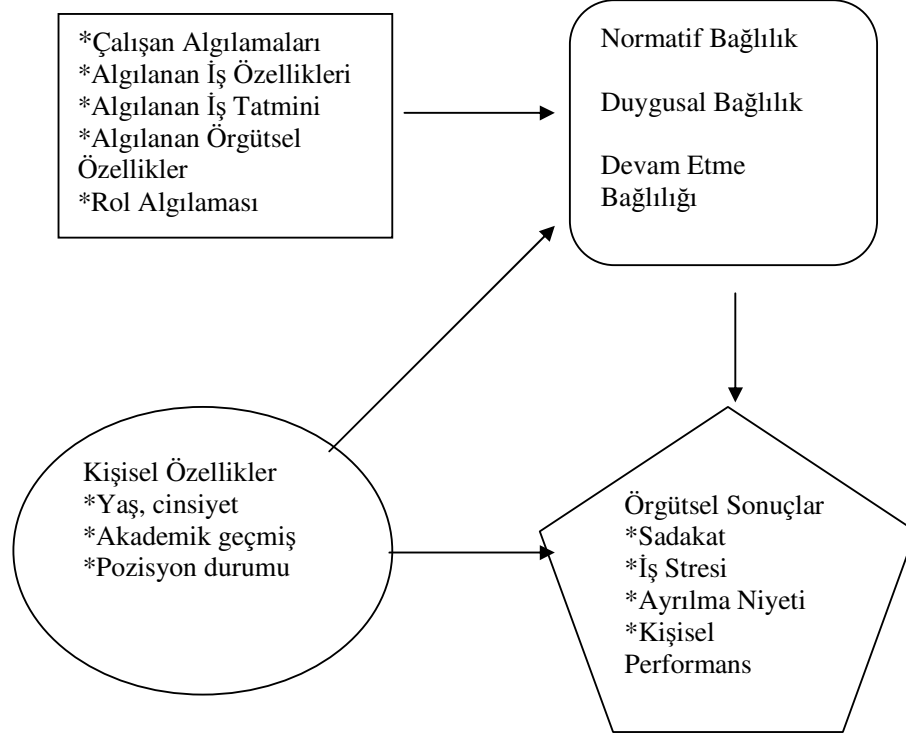 *Çalışan Algılamaları
*Algılanan İş Özellikleri
*Algılanan İş Tatmini
*Algılanan Örgütsel
Özellikler
*Rol Algılaması
Normatif Bağlılık
Duygusal Bağlılık
Devam Etme
Bağlılığı
Kişisel Özellikler
*Yaş, cinsiyet
*Akademik geçmiş
*Pozisyon durumu
Örgütsel Sonuçlar
*Sadakat
*İş Stresi
*Ayrılma Niyeti
*Kişisel
Performans